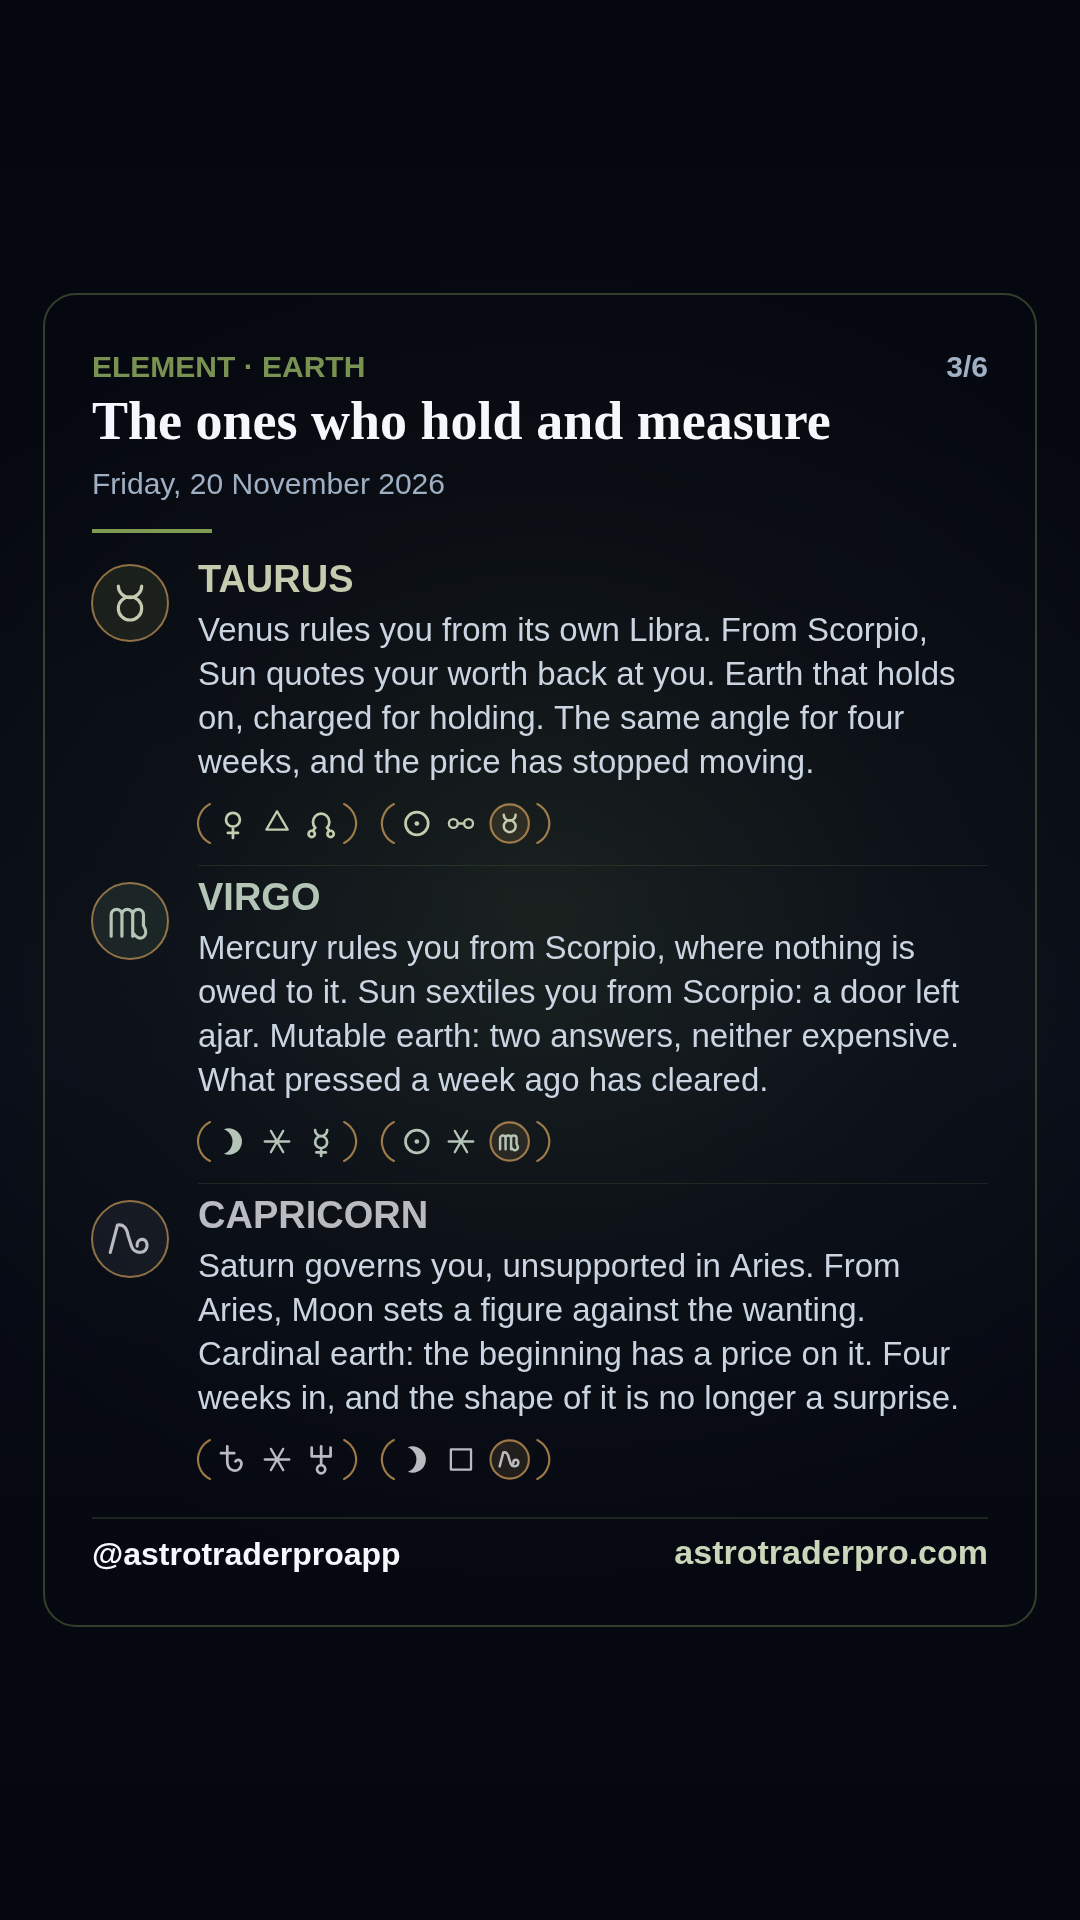 ELEMENT · EARTH
3/6
The ones who hold and measure
Friday, 20 November 2026
TAURUS
Venus rules you from its own Libra. From Scorpio,
Sun quotes your worth back at you. Earth that holds
on, charged for holding. The same angle for four
weeks, and the price has stopped moving.
(♀ △ ☊) (☉ ☍ ♉)
VIRGO
Mercury rules you from Scorpio, where nothing is
owed to it. Sun sextiles you from Scorpio: a door left
ajar. Mutable earth: two answers, neither expensive.
What pressed a week ago has cleared.
(☽ ⚹ ☿) (☉ ⚹ ♍)
CAPRICORN
Saturn governs you, unsupported in Aries. From
Aries, Moon sets a figure against the wanting.
Cardinal earth: the beginning has a price on it. Four
weeks in, and the shape of it is no longer a surprise.
(♄ ⚹ ♅) (☽ □ ♑)
@astrotraderproapp
astrotraderpro.com